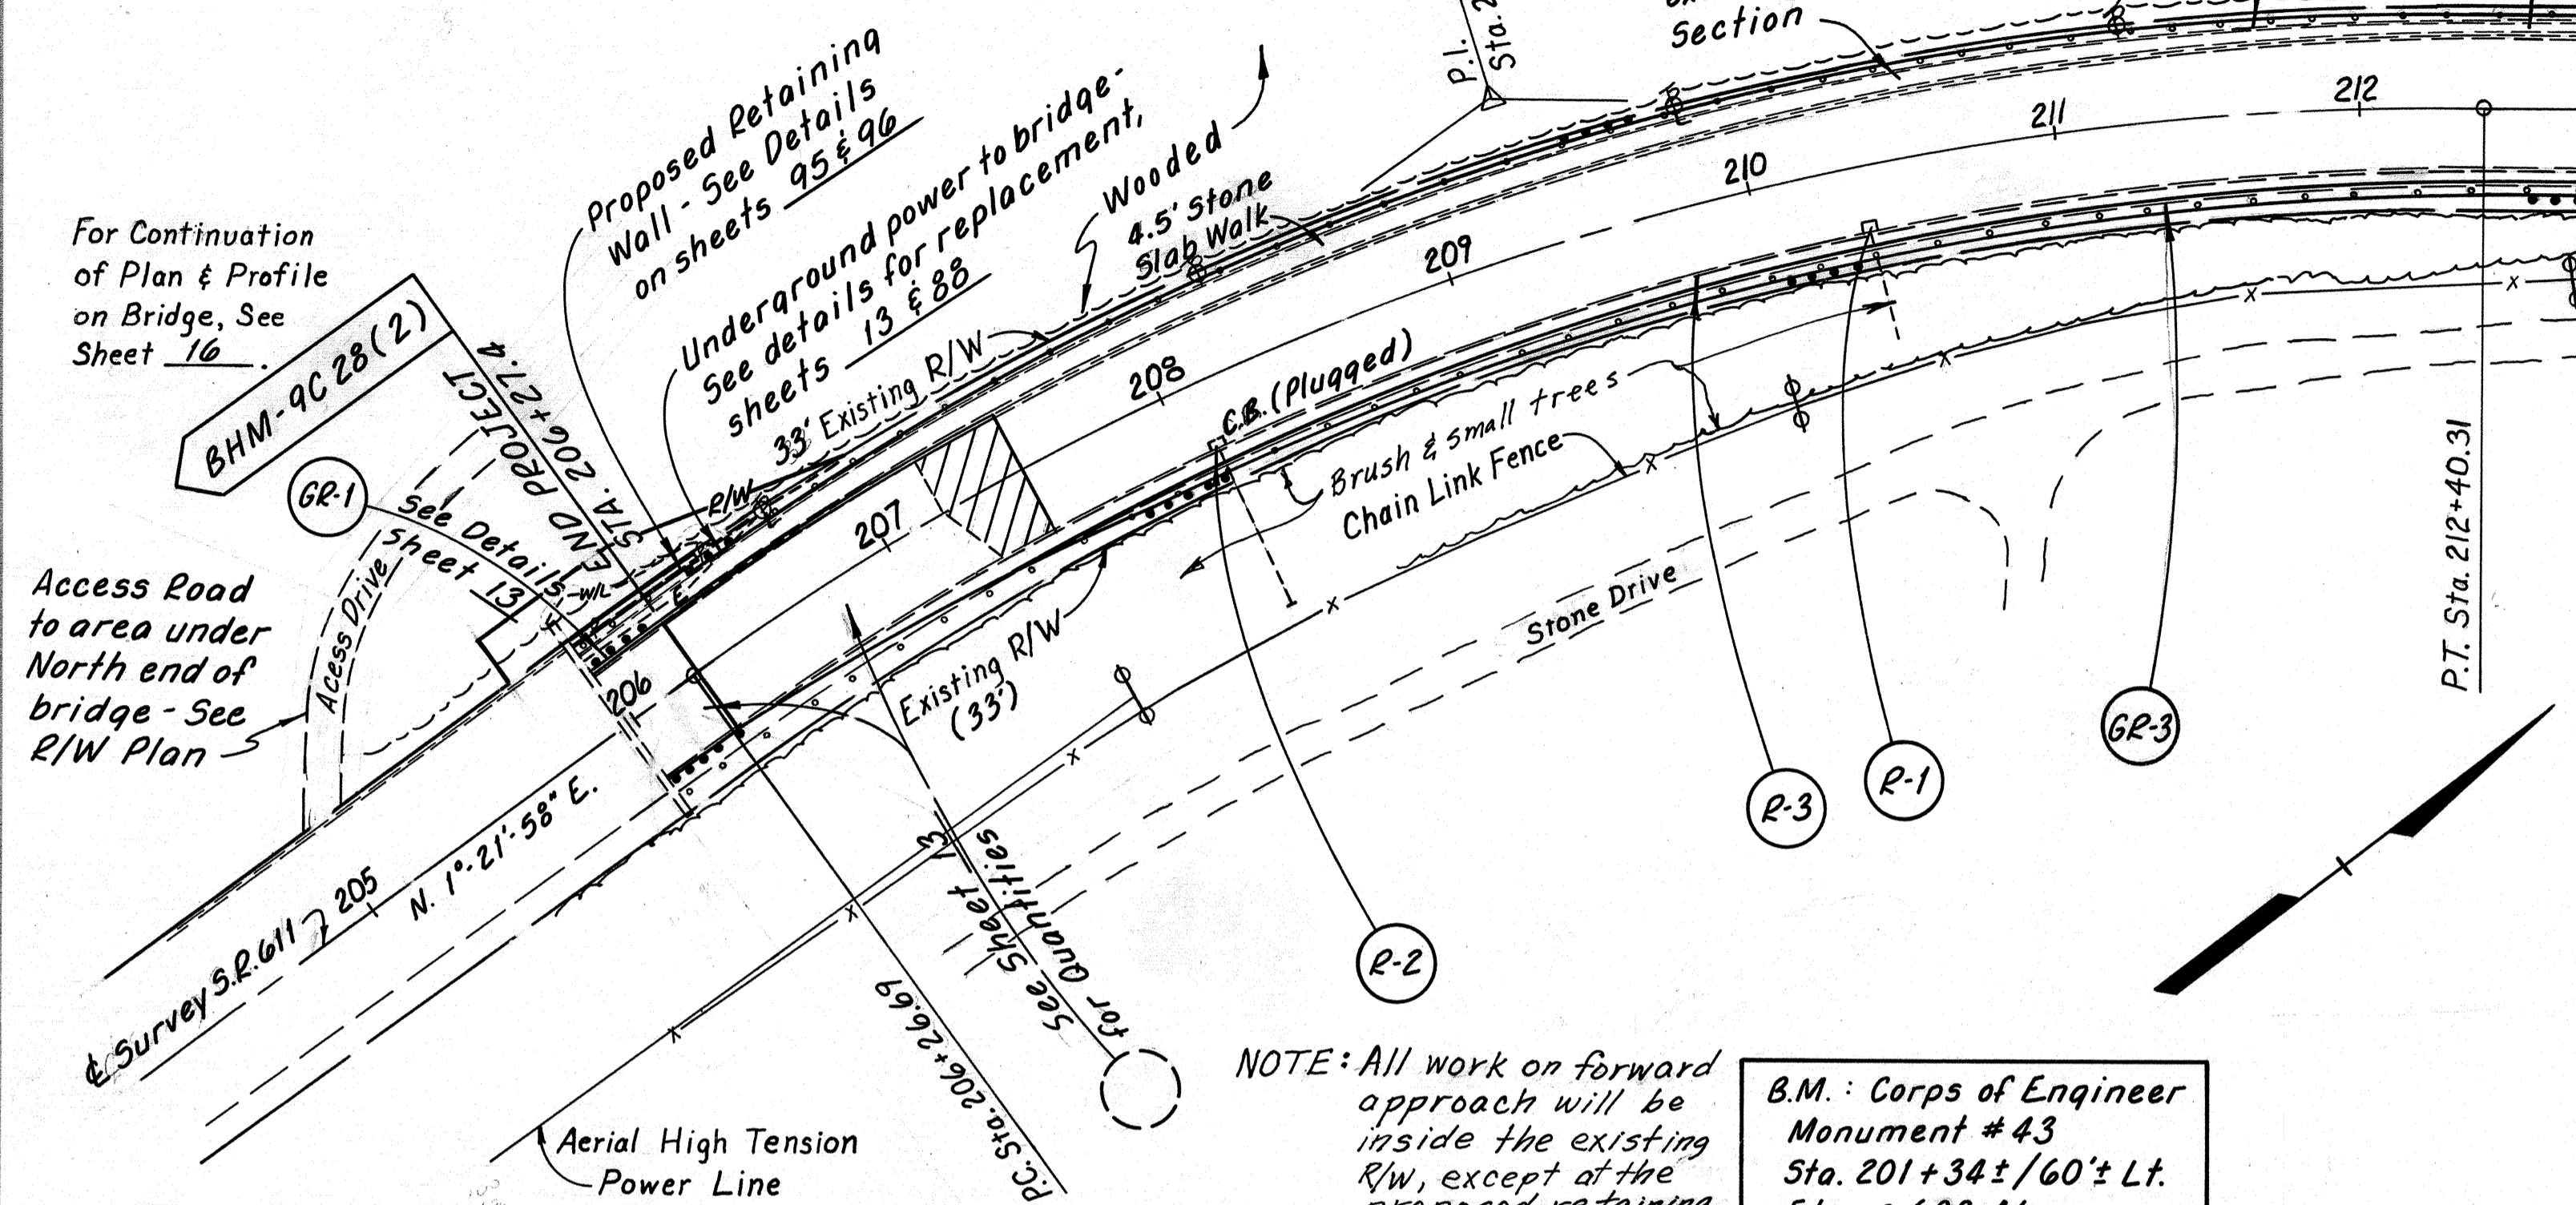 For Continuation
of Plan & Profile
on Bridge, See
Sheet 16.
BHM-9C28(2)
END PROJECT
STA. 206+27.4
GR-1
See Details
Sheet 13
Access Drive
Access Road
to area under
North end of
bridge - See
R/W Plan
Proposed Retaining
Wall - See Details
on sheets 95 & 96
Underground power to bridge-
See details for replacement,
sheets 13 & 88
33' Existing R/W
R/W
W/L
Wooded
4.5' Stone
Slab Walk
P.I.
Sta. 2
Section
205
206
207
208
209
210
211
212
C.B. (Plugged)
Brush & small trees
Chain Link Fence
Existing R/W
(33')
Stone Drive
℄ Survey S.R. 611
N. 1°-21'-58" E.
P.C. Sta. 206+26.69
See Sheet 13
for Quantities
P.T. Sta. 212+40.31
R-2
R-3
R-1
GR-3
Aerial High Tension
Power Line
NOTE: All work on forward
approach will be
inside the existing
R/W, except at the
proposed retaining
B.M. : Corps of Engineer
Monument #43
Sta. 201+34±/60'± Lt.